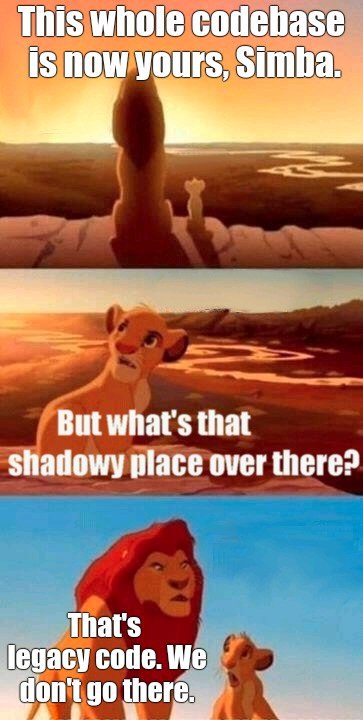 This whole codebase
is now yours, Simba.
But what's that
shadowy place over there?
That's
legacy code. We
don't go there.